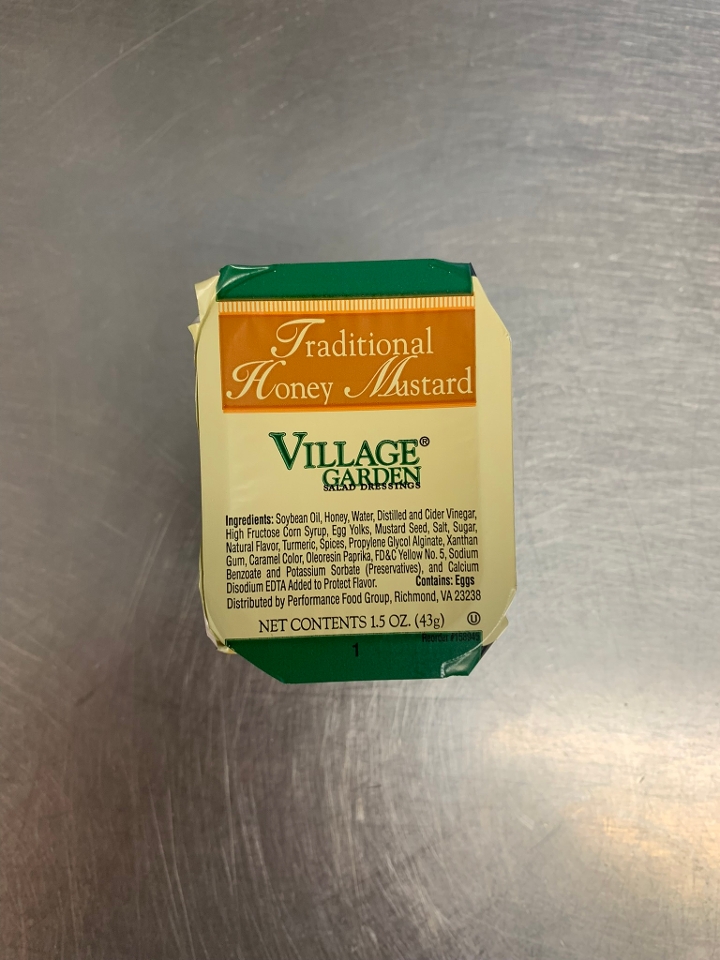 Traditional
Honey Mustard
VILLAGE®
GARDEN
SALAD DRESSINGS
Ingredients: Soybean Oil, Honey, Water, Distilled and Cider Vinegar,
High Fructose Corn Syrup, Egg Yolks, Mustard Seed, Salt, Sugar,
Natural Flavor, Turmeric, Spices, Propylene Glycol Alginate, Xanthan
Gum, Caramel Color, Oleoresin Paprika, FD&C Yellow No. 5, Sodium
Benzoate and Potassium Sorbate (Preservatives), and Calcium
Disodium EDTA Added to Protect Flavor. Contains: Eggs
Distributed by Performance Food Group, Richmond, VA 23238
NET CONTENTS 1.5 OZ. (43g) U
Reorder
1